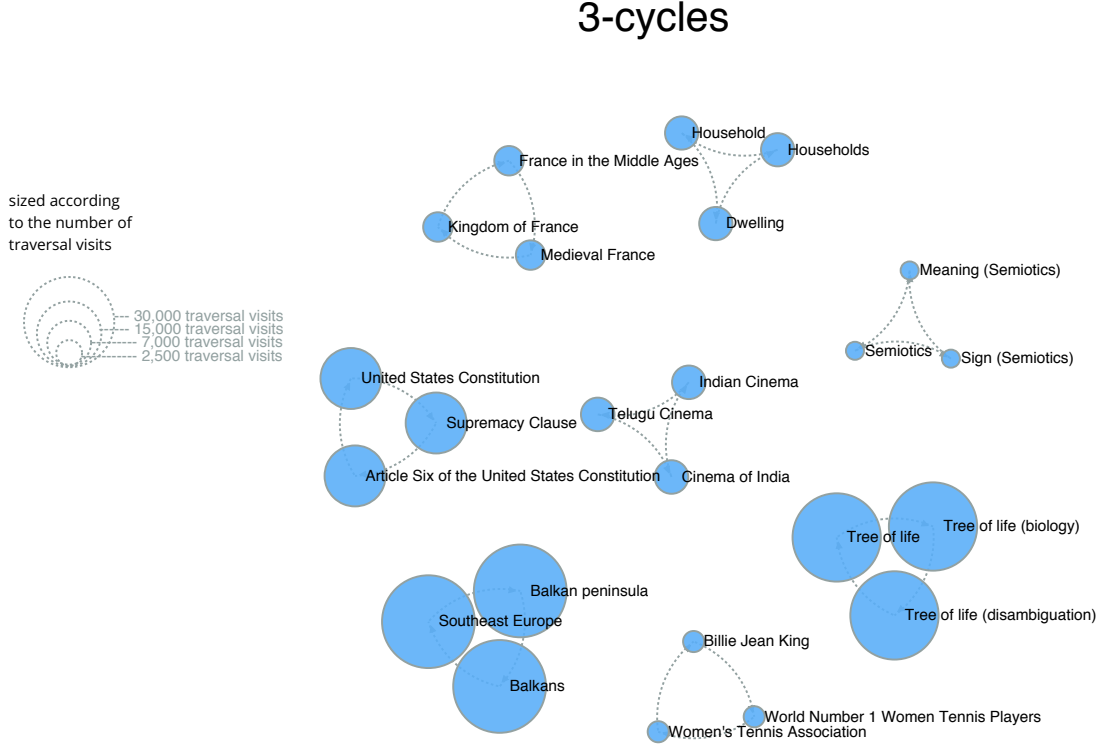 3-cycles
Household
Households
France in the Middle Ages
sized according
to the number of
traversal visits
Kingdom of France
Dwelling
Medieval France
Meaning (Semiotics)
30,000 traversal visits
15,000 traversal visits
7,000 traversal visits
2,500 traversal visits
Semiotics
Sign (Semiotics)
United States Constitution
Indian Cinema
Telugu Cinema
Supremacy Clause
Article Six of the United States Constitution
Cinema of India
Tree of life (biology)
Tree of life
Balkan peninsula
Tree of life (disambiguation)
Southeast Europe
Billie Jean King
Balkans
World Number 1 Women Tennis Players
Women's Tennis Association